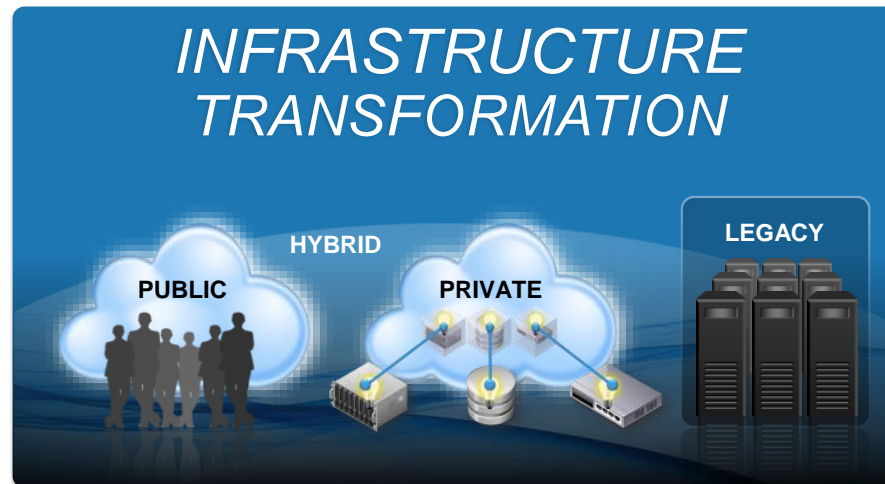 INFRASTRUCTURE
TRANSFORMATION
HYBRID
LEGACY
PUBLIC
PRIVATE